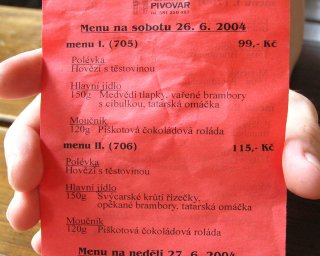 PIVOVAR
Menu na sobotu 26. 6. 2004
menu I. (705) 99,- Kč
Polévka
Hovězí s těstovinou
Hlavní jídlo
150g Medvědí tlapky, vařené brambory
s cibulkou, tatarská omáčka
Moučník
120g Piškotová čokoládová roláda
menu II. (706) 115,- Kč
Polévka
Hovězí s těstovinou
Hlavní jídlo
150g Švýcarské krůtí řízečky,
opékané brambory, tatarská omáčka
Moučník
120g Piškotová čokoládová roláda
Menu na neděli 27. 6. 2004